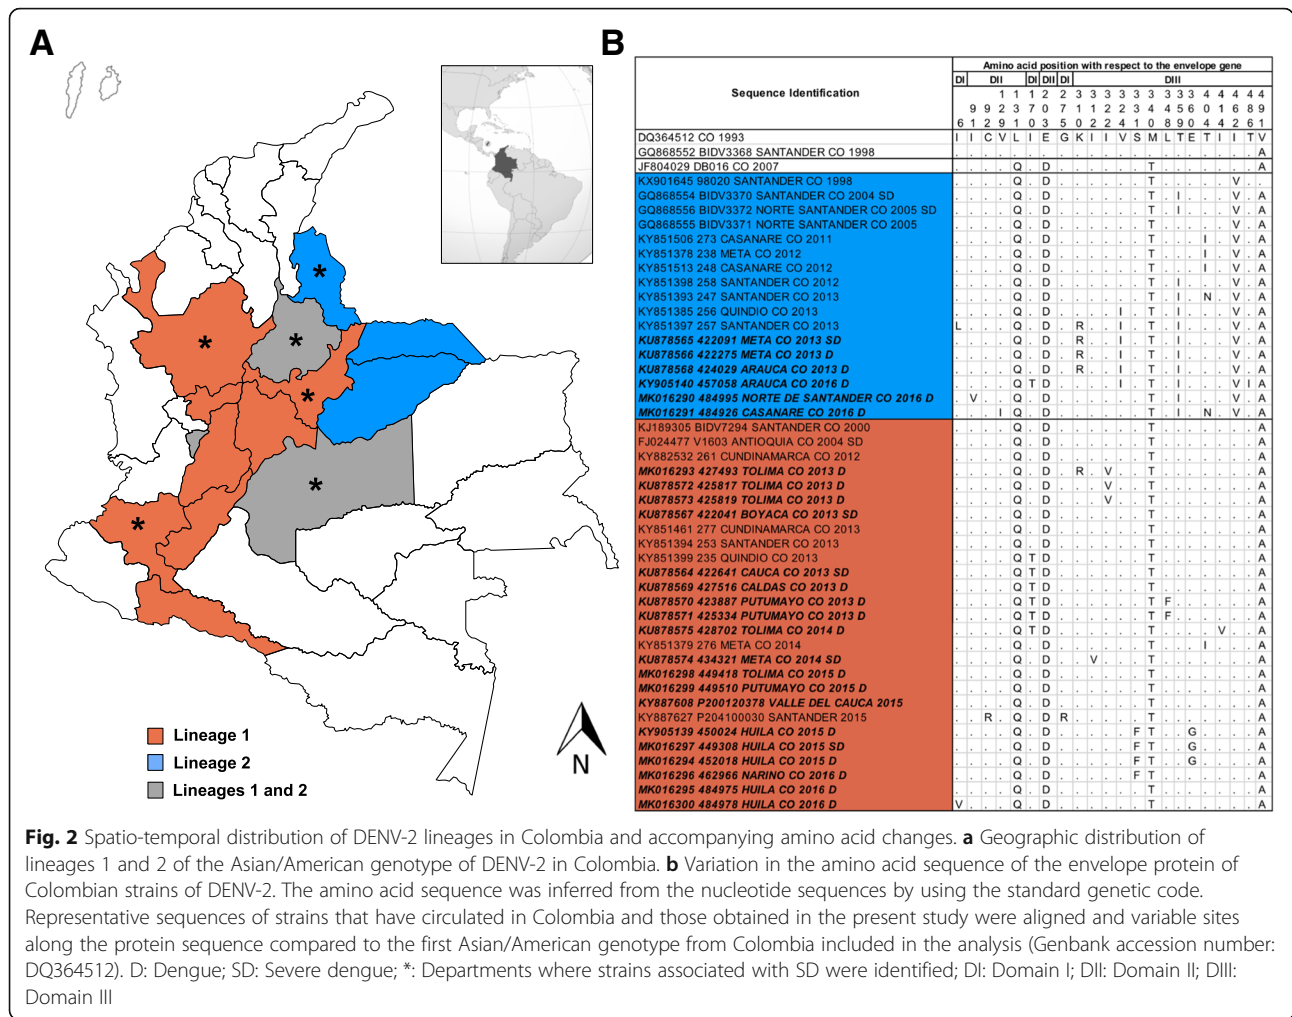 A
B
Lineage 1
Lineage 2
Lineages 1 and 2
N
Sequence Identification
Amino acid position with respect to the envelope gene
DI DII DI DII DI DIII
DQ364512 CO 1993 I I C V L I E G K I I V S M L T E T I I T V
GQ868552 BIDV3368 SANTANDER CO 1998 . . . . . . . . . . . . . . . . . . . . . A
JF804029 DB016 CO 2007 . . . . Q . D . . . . . . T . . . . . . . A
KX901645 98020 SANTANDER CO 1998 . . . . Q . D . . . . . . T . . . . . V . .
GQ868554 BIDV3370 SANTANDER CO 2004 SD . . . . Q . D . . . . . . T . I . . . V . A
GQ868556 BIDV3372 NORTE SANTANDER CO 2005 SD . . . . Q . D . . . . . . T . I . . . V . A
GQ868555 BIDV3371 NORTE SANTANDER CO 2005 . . . . Q . D . . . . . . T . . . . . V . A
KY851506 273 CASANARE CO 2011 . . . . Q . D . . . . . . T . . . I . V . A
KY851378 238 META CO 2012 . . . . Q . D . . . . . . T . . . I . V . A
KY851513 248 CASANARE CO 2012 . . . . Q . D . . . . . . T . . . I . V . A
KY851398 258 SANTANDER CO 2012 . . . . Q . D . . . . . . T . I . . . V . A
KY851393 247 SANTANDER CO 2013 . . . . Q . D . . . . . . T . I . N . V . A
KY851385 256 QUINDIO CO 2013 . . . . Q . D . . . . I . T . I . . . V . A
KY851397 257 SANTANDER CO 2013 L . . . Q . D . R . . I . T . I . . . V . A
KU878565 422091 META CO 2013 SD . . . . Q . D . R . . I . T . I . . . V . A
KU878566 422275 META CO 2013 D . . . . Q . D . R . . I . T . I . . . V . A
KU878568 424029 ARAUCA CO 2013 D . . . . Q . D . R . . I . T . I . . . V . A
KY905140 457058 ARAUCA CO 2016 D . . . . Q T D . . . . I . T . I . . . V I A
MK016290 484995 NORTE DE SANTANDER CO 2016 D . V . . Q . D . . . . . . T . I . . . V . A
MK016291 484926 CASANARE CO 2016 D . . . I Q . D . . . . . . T . I . N . V . A
KJ189305 BIDV7294 SANTANDER CO 2000 . . . . Q . D . . . . . . T . . . . . . . A
FJ024477 V1603 ANTIOQUIA CO 2004 SD . . . . Q . D . . . . . . T . . . . . . . A
KY882532 261 CUNDINAMARCA CO 2012 . . . . Q . D . . . . . . T . . . . . . . A
MK016293 427493 TOLIMA CO 2013 D . . . . Q . D . R . V . . T . . . . . . . A
KU878572 425817 TOLIMA CO 2013 D . . . . Q . D . . . V . . T . . . . . . . A
KU878573 425819 TOLIMA CO 2013 D . . . . Q . D . . . V . . T . . . . . . . A
KU878567 422041 BOYACA CO 2013 SD . . . . Q . D . . . . . . T . . . . . . . A
KY851461 277 CUNDINAMARCA CO 2013 . . . . Q . D . . . . . . T . . . . . . . A
KY851394 253 SANTANDER CO 2013 . . . . Q . D . . . . . . T . . . . . . . A
KY851399 235 QUINDIO CO 2013 . . . . Q T D . . . . . . T . . . . . . . A
KU878564 422641 CAUCA CO 2013 SD . . . . Q T D . . . . . . T . . . . . . . A
KU878569 427516 CALDAS CO 2013 D . . . . Q T D . . . . . . T . . . . . . . A
KU878570 423887 PUTUMAYO CO 2013 D . . . . Q T D . . . . . . T F . . . . . . A
KU878571 425334 PUTUMAYO CO 2013 D . . . . Q T D . . . . . . T F . . . . . . A
KU878575 428702 TOLIMA CO 2014 D . . . . Q T D . . . . . . T . . . . V . . A
KY851379 276 META CO 2014 . . . . Q . D . . . . . . T . . . I . . . A
KU878574 434321 META CO 2014 SD . . . . Q . D . . V . . . T . . . . . . . A
MK016298 449418 TOLIMA CO 2015 D . . . . Q . D . . . . . . T . . . . . . . A
MK016299 449510 PUTUMAYO CO 2015 D . . . . Q . D . . . . . . T . . . . . . . A
KY887608 P200120378 VALLE DEL CAUCA 2015 . . . . Q . D . . . . . . T . . . . . . . A
KY887627 P204100030 SANTANDER 2015 . . R . Q . D R . . . . . T . . . . . . . A
KY905139 450024 HUILA CO 2015 D . . . . Q . D . . . . . F T . . G . . . . A
MK016297 449308 HUILA CO 2015 SD . . . . Q . D . . . . . F T . . G . . . . A
MK016294 452018 HUILA CO 2015 D . . . . Q . D . . . . . F T . . G . . . . A
MK016296 462966 NARINO CO 2016 D . . . . Q . D . . . . . F T . . . . . . . A
MK016295 484975 HUILA CO 2016 D . . . . Q . D . . . . . . T . . . . . . . A
MK016300 484978 HUILA CO 2016 D V . . . Q . D . . . . . . T . . . . . . . A
Fig. 2 Spatio-temporal distribution of DENV-2 lineages in Colombia and accompanying amino acid changes. a Geographic distribution of
lineages 1 and 2 of the Asian/American genotype of DENV-2 in Colombia. b Variation in the amino acid sequence of the envelope protein of
Colombian strains of DENV-2. The amino acid sequence was inferred from the nucleotide sequences by using the standard genetic code.
Representative sequences of strains that have circulated in Colombia and those obtained in the present study were aligned and variable sites
along the protein sequence compared to the first Asian/American genotype from Colombia included in the analysis (Genbank accession number:
DQ364512). D: Dengue; SD: Severe dengue; *: Departments where strains associated with SD were identified; DI: Domain I; DII: Domain II; DIII:
Domain III